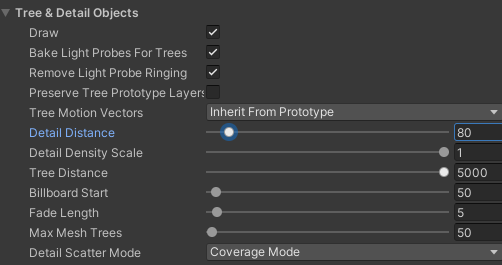 Tree & Detail Objects
Draw
Bake Light Probes For Trees
Remove Light Probe Ringing
Preserve Tree Prototype Layers
Tree Motion Vectors Inherit From Prototype
Detail Distance 80
Detail Density Scale 1
Tree Distance 5000
Billboard Start 50
Fade Length 5
Max Mesh Trees 50
Detail Scatter Mode Coverage Mode